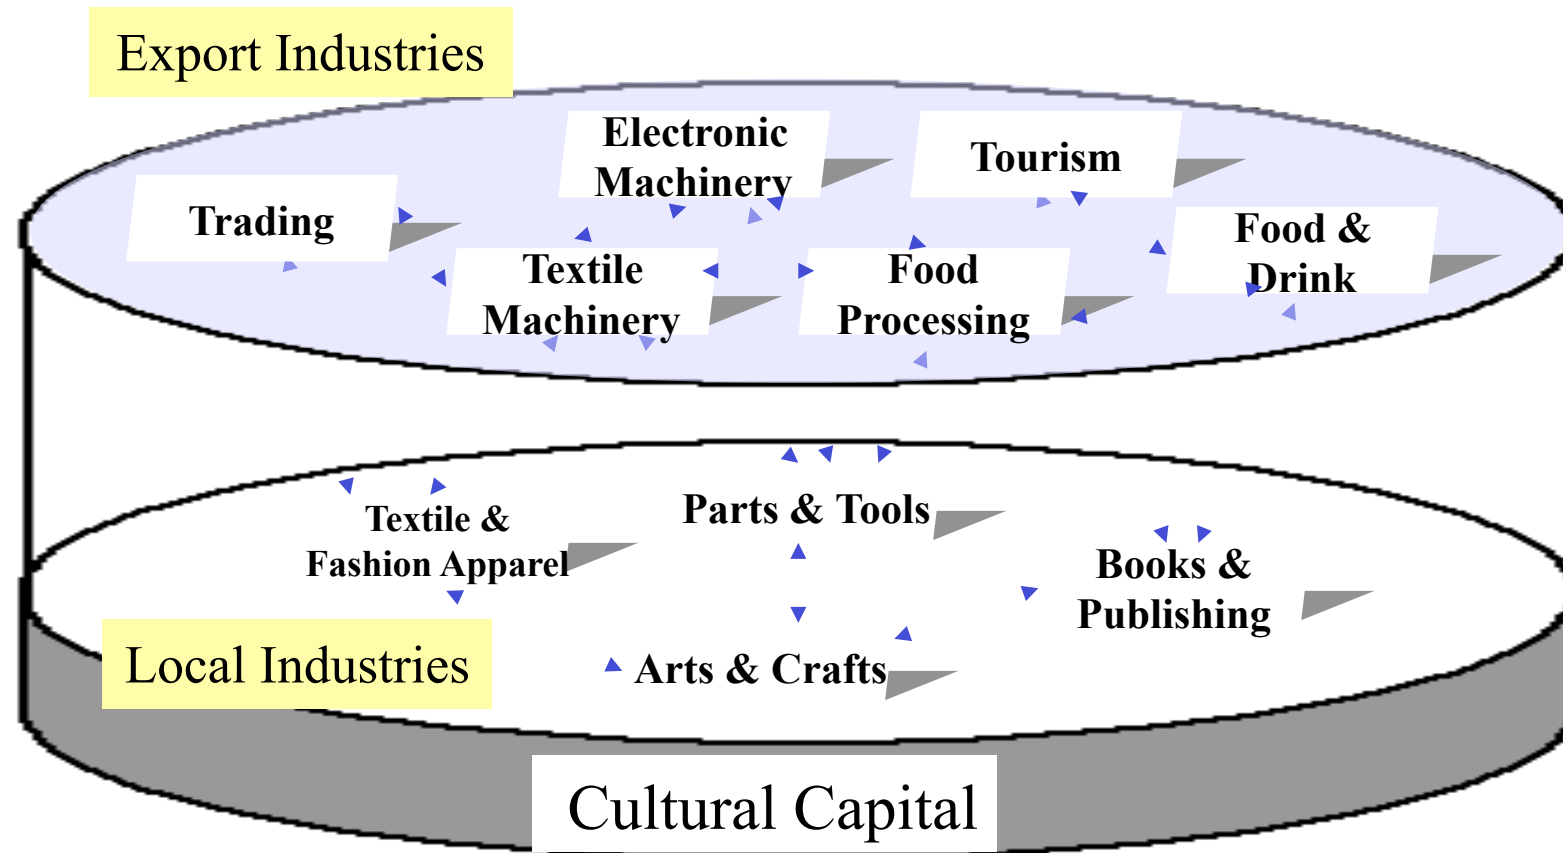 Export Industries
Electronic
Machinery
Tourism
Trading
Food &
Drink
Textile
Machinery
Food
Processing
Textile &
Fashion Apparel
Parts & Tools
Books &
Publishing
Local Industries
Arts & Crafts
Cultural Capital